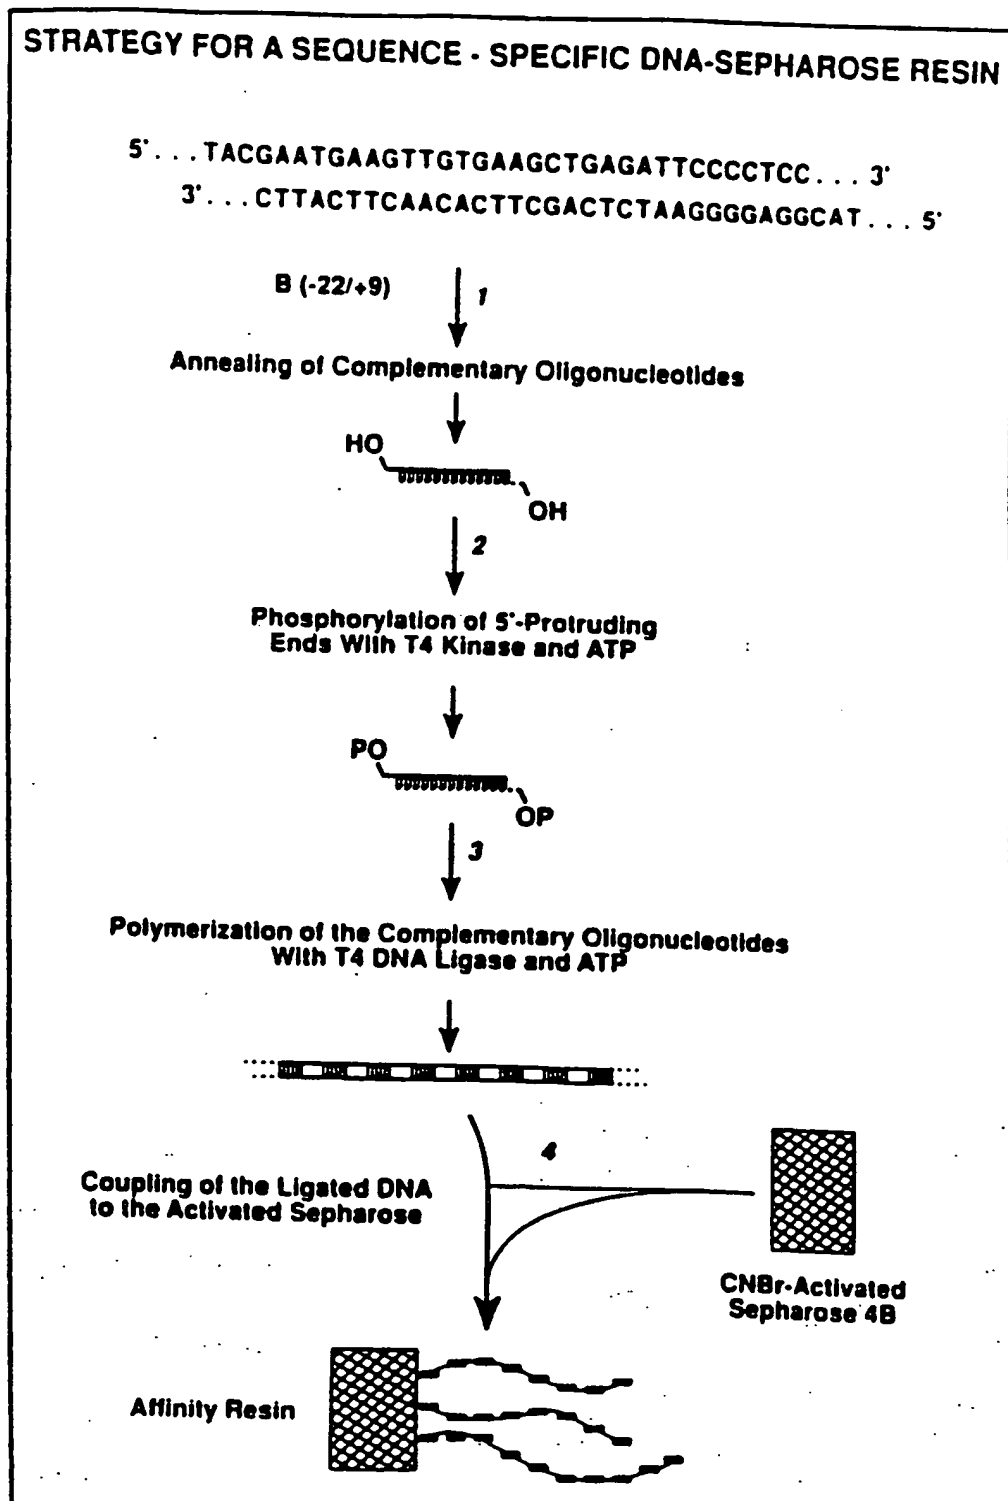 STRATEGY FOR A SEQUENCE - SPECIFIC DNA-SEPHAROSE RESIN
5'...TACGAATGAAGTTGTGAAGCTGAGATTCCCCTCC...3'
3'...CTTACTTCAACACTTCGACTCTAAGGGGAGGCAT...5'
B (-22/+9)
1
Annealing of Complementary Oligonucleotides
HO
OH
2
Phosphorylation of 5'-Protruding
Ends With T4 Kinase and ATP
PO
OP
3
Polymerization of the Complementary Oligonucleotides
With T4 DNA Ligase and ATP
4
Coupling of the Ligated DNA
to the Activated Sepharose
CNBr-Activated
Sepharose 4B
Affinity Resin